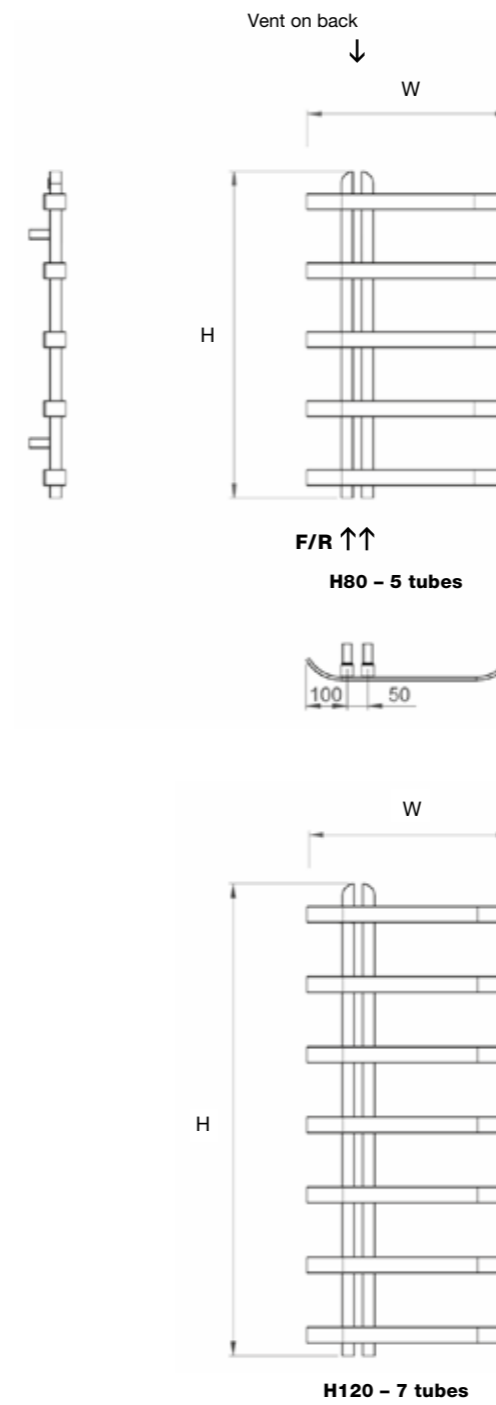 Vent on back
↓
W
H
F/R ↑↑
H80 – 5 tubes
100 50
W
H
H120 – 7 tubes